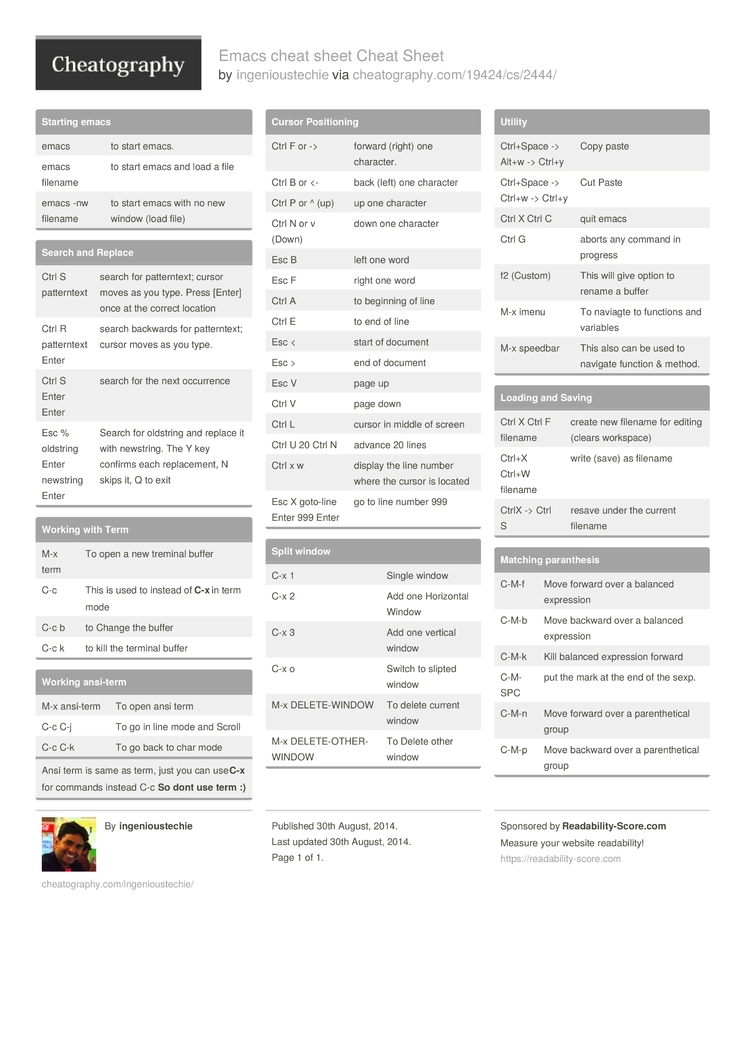 Cheatography
Emacs cheat sheet Cheat Sheet
by ingenioustechie via cheatography.com/19424/cs/2444/
Starting emacs
emacs to start emacs.
emacs to start emacs and load a file
filename
emacs -nw to start emacs with no new
filename window (load file)
Search and Replace
Ctrl S search for patterntext; cursor
patterntext moves as you type. Press [Enter]
once at the correct location
Ctrl R search backwards for patterntext;
patterntext cursor moves as you type.
Enter
Ctrl S search for the next occurrence
Enter
Enter
Esc % Search for oldstring and replace it
oldstring with newstring. The Y key
Enter confirms each replacement, N
newstring skips it, Q to exit
Enter
Working with Term
M-x To open a new treminal buffer
term
C-c This is used to instead of C-x in term
mode
C-c b to Change the buffer
C-c k to kill the terminal buffer
Working ansi-term
M-x ansi-term To open ansi term
C-c C-j To go in line mode and Scroll
C-c C-k To go back to char mode
Ansi term is same as term, just you can useC-x
for commands instead C-c So dont use term :)
Cursor Positioning
Ctrl F or -> forward (right) one
character.
Ctrl B or <- back (left) one character
Ctrl P or ^ (up) up one character
Ctrl N or v down one character
(Down)
Esc B left one word
Esc F right one word
Ctrl A to beginning of line
Ctrl E to end of line
Esc < start of document
Esc > end of document
Esc V page up
Ctrl V page down
Ctrl L cursor in middle of screen
Ctrl U 20 Ctrl N advance 20 lines
Ctrl x w display the line number
where the cursor is located
Esc X goto-line go to line number 999
Enter 999 Enter
Split window
C-x 1 Single window
C-x 2 Add one Horizontal
Window
C-x 3 Add one vertical
window
C-x o Switch to slipted
window
M-x DELETE-WINDOW To delete current
window
M-x DELETE-OTHER- To Delete other
WINDOW window
Utility
Ctrl+Space -> Copy paste
Alt+w -> Ctrl+y
Ctrl+Space -> Cut Paste
Ctrl+w -> Ctrl+y
Ctrl X Ctrl C quit emacs
Ctrl G aborts any command in
progress
f2 (Custom) This will give option to
rename a buffer
M-x imenu To naviagte to functions and
variables
M-x speedbar This also can be used to
navigate function & method.
Loading and Saving
Ctrl X Ctrl F create new filename for editing
filename (clears workspace)
Ctrl+X write (save) as filename
Ctrl+W
filename
CtrlX -> Ctrl resave under the current
S filename
Matching paranthesis
C-M-f Move forward over a balanced
expression
C-M-b Move backward over a balanced
expression
C-M-k Kill balanced expression forward
C-M- put the mark at the end of the sexp.
SPC
C-M-n Move forward over a parenthetical
group
C-M-p Move backward over a parenthetical
group
By ingenioustechie
cheatography.com/ingenioustechie/
Published 30th August, 2014.
Last updated 30th August, 2014.
Page 1 of 1.
Sponsored by Readability-Score.com
Measure your website readability!
https://readability-score.com